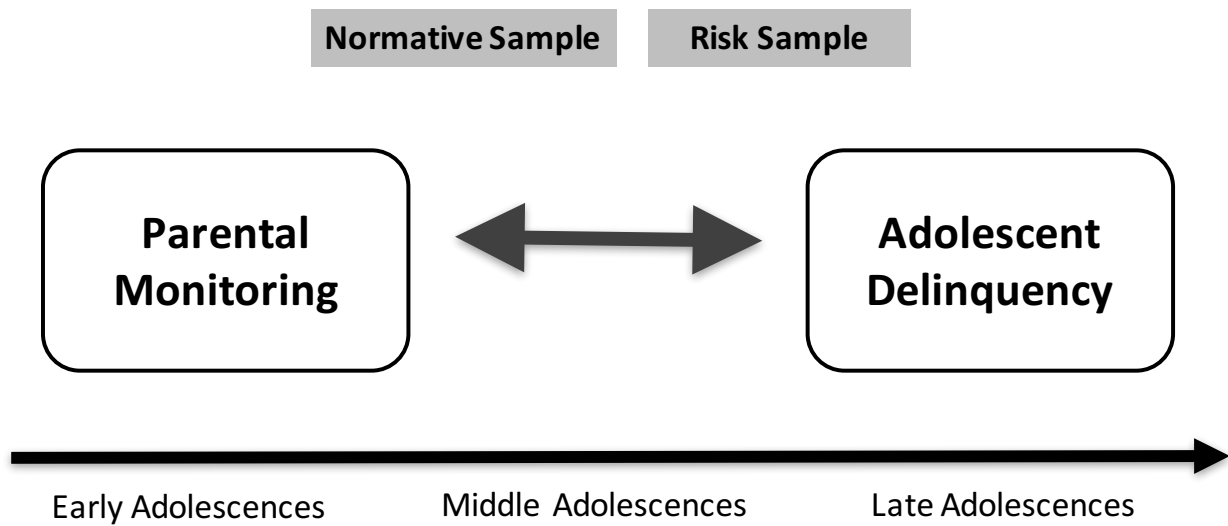 Normative Sample Risk Sample
Parental
Monitoring
Adolescent
Delinquency
Early Adolescences Middle Adolescences Late Adolescences